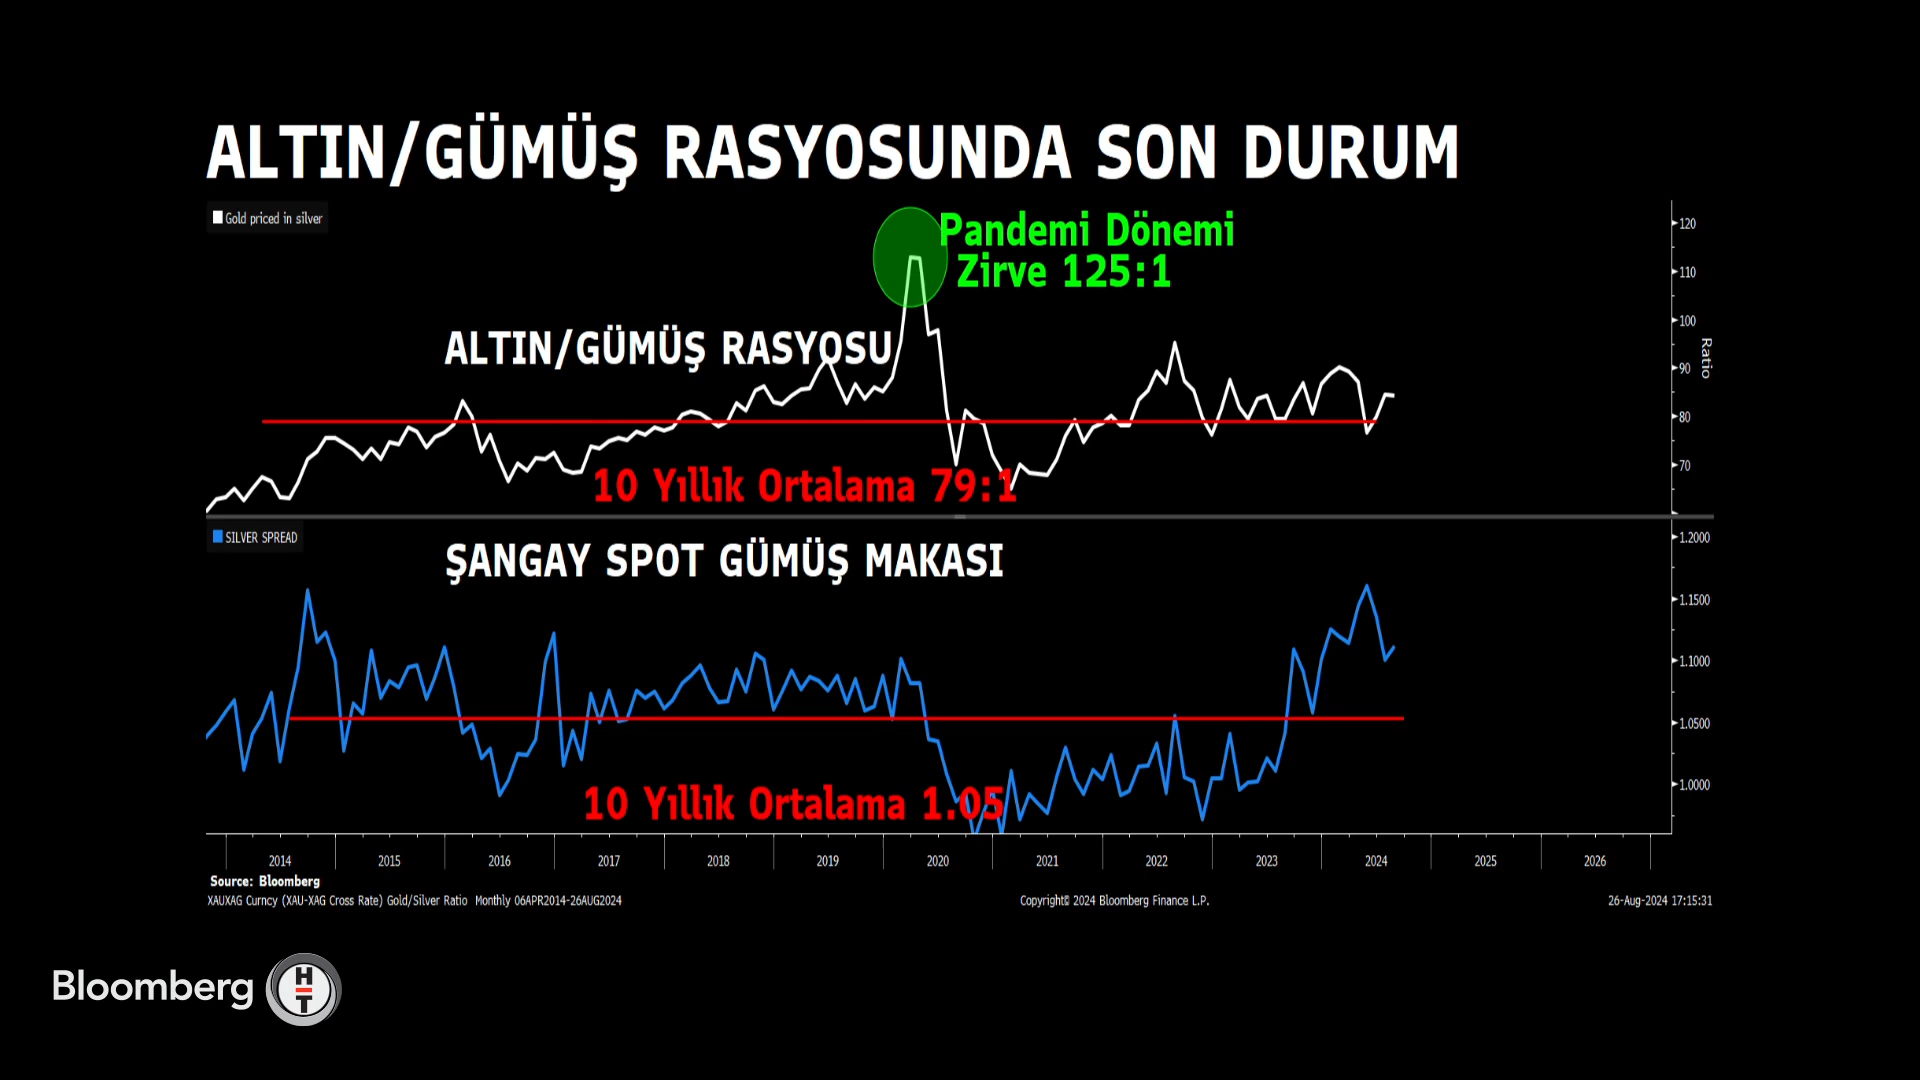 ALTIN/GÜMÜŞ RASYOSUNDA SON DURUM
Gold priced in silver
Pandemi Dönemi
Zirve 125:1
ALTIN/GÜMÜŞ RASYOSU
10 Yıllık Ortalama 79:1
120
110
100
90
80
70
Ratio
SILVER SPREAD
ŞANGAY SPOT GÜMÜŞ MAKASI
10 Yıllık Ortalama 1.05
1.2000
1.1500
1.1000
1.0500
1.0000
2014 2015 2016 2017 2018 2019 2020 2021 2022 2023 2024 2025 2026
Source: Bloomberg
XAUXAG Curncy (XAU-XAG Cross Rate) Gold/Silver Ratio Monthly 06APR2014-26AUG2024
Copyright© 2024 Bloomberg Finance L.P.
26-Aug-2024 17:15:31
Bloomberg HT